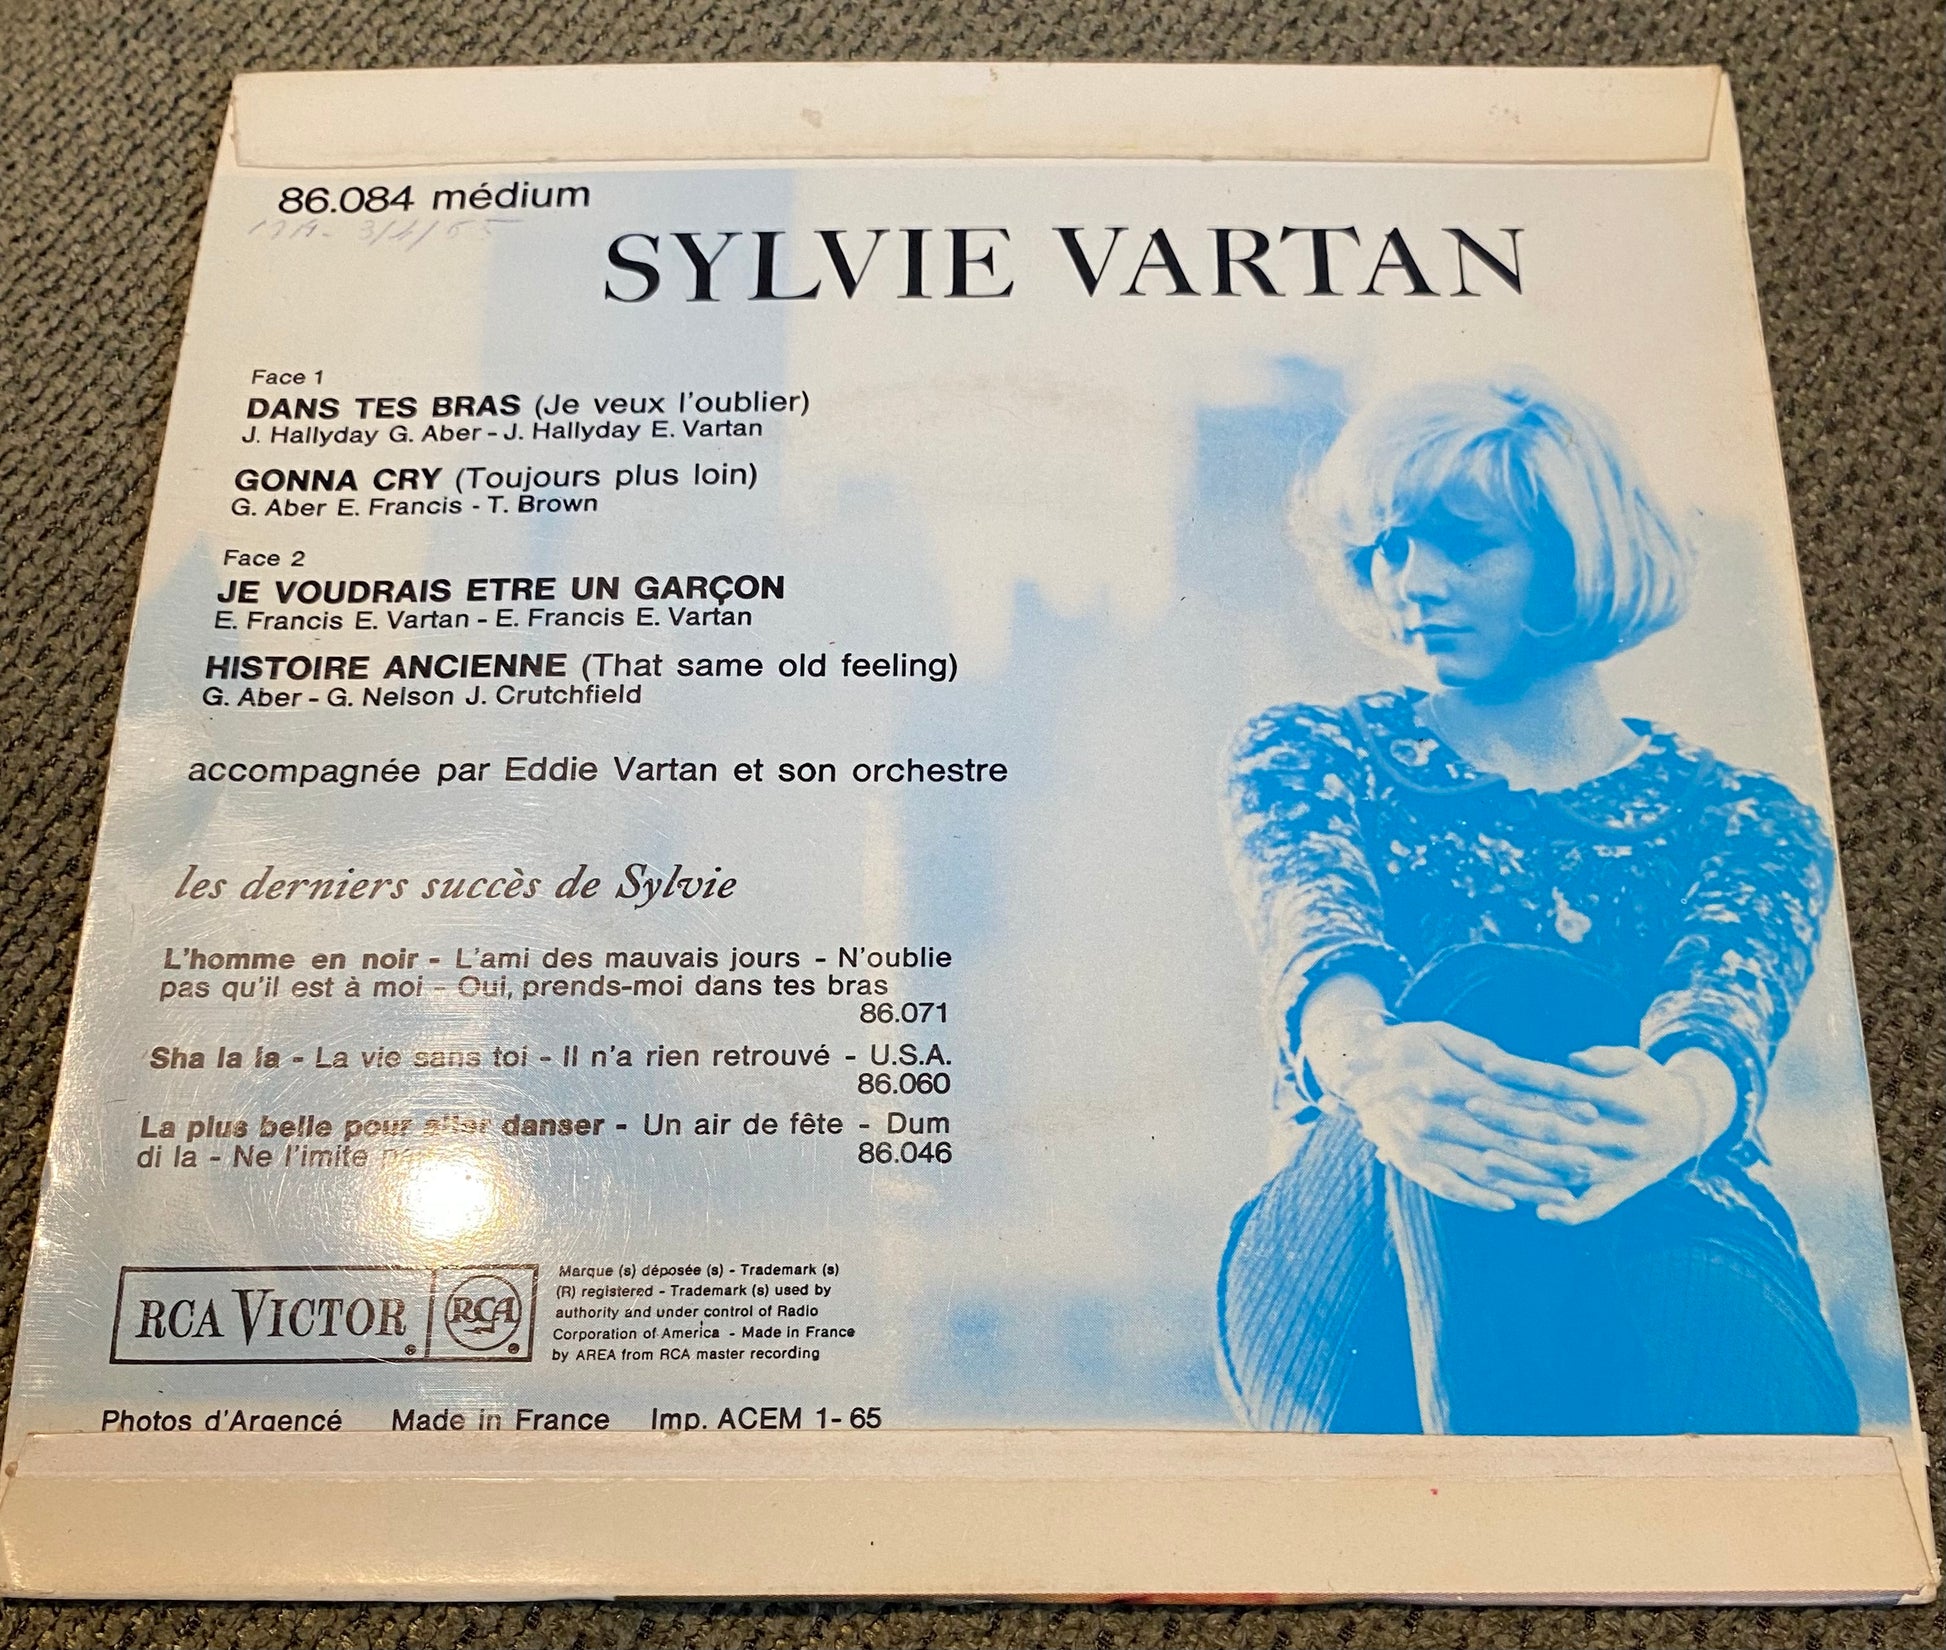 86.084 médium
SYLVIE VARTAN
Face 1
DANS TES BRAS (Je veux l'oublier)
J. Hallyday G. Aber - J. Hallyday E. Vartan
GONNA CRY (Toujours plus loin)
G. Aber E. Francis - T. Brown
Face 2
JE VOUDRAIS ETRE UN GARÇON
E. Francis E. Vartan - E. Francis E. Vartan
HISTOIRE ANCIENNE (That same old feeling)
G. Aber - G. Nelson J. Crutchfield
accompagnée par Eddie Vartan et son orchestre
les derniers succès de Sylvie
L'homme en noir - L'ami des mauvais jours - N'oublie
pas qu'il est à moi - Oui, prends-moi dans tes bras
86.071
Sha la la - La vie sans toi - Il n'a rien retrouvé - U.S.A.
86.060
La plus belle pour aller danser - Un air de fête - Dum
di la - Ne l'imite
86.046
RCA VICTOR
RCA
Marque (s) déposée (s) - Trademark (s)
(R) registered - Trademark (s) used by
authority and under control of Radio
Corporation of America - Made in France
by AREA from RCA master recording
Photos d'Argencé Made in France Imp. ACEM 1-65